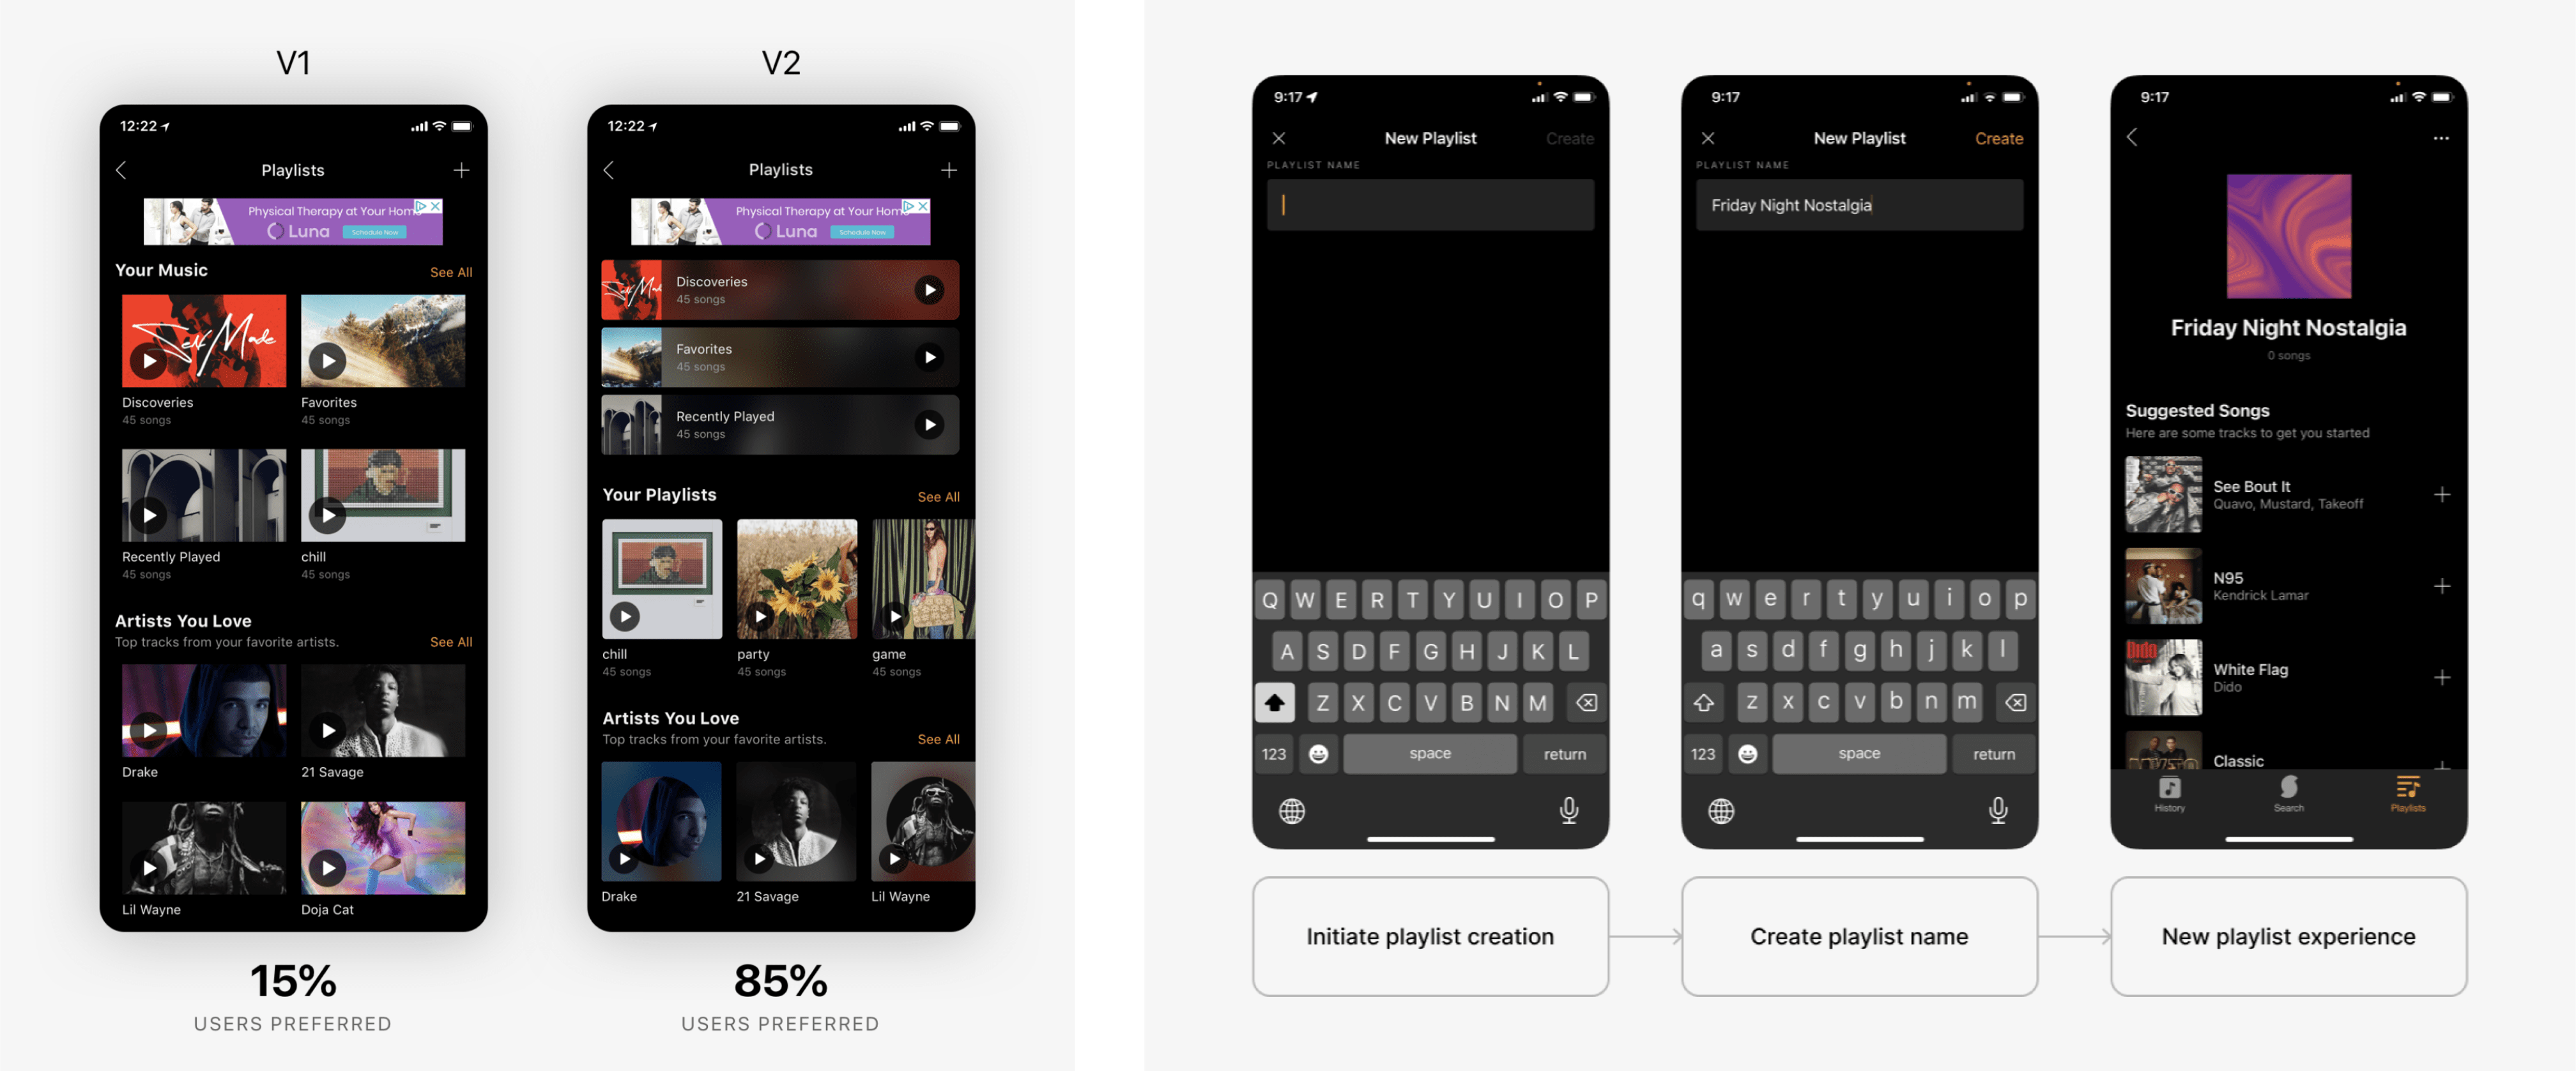 V1
12:22
Playlists
Physical Therapy at Your Home
Luna
Schedule Now
Your Music
See All
Self Made
Discoveries
45 songs
Favorites
45 songs
Recently Played
45 songs
chill
45 songs
Artists You Love
Top tracks from your favorite artists.
See All
Drake
21 Savage
Lil Wayne
Doja Cat
15%
USERS PREFERRED
V2
12:22
Playlists
Physical Therapy at Your Home
Luna
Schedule Now
Discoveries
45 songs
Favorites
45 songs
Recently Played
45 songs
Your Playlists
See All
chill
45 songs
party
45 songs
game
45 songs
Artists You Love
Top tracks from your favorite artists.
See All
Drake
21 Savage
Lil Wayne
85%
USERS PREFERRED
9:17
New Playlist
Create
PLAYLIST NAME
Q W E R T Y U I O P
A S D F G H J K L
Z X C V B N M
123
space
return
Initiate playlist creation
9:17
New Playlist
Create
PLAYLIST NAME
Friday Night Nostalgia
q w e r t y u i o p
a s d f g h j k l
z x c v b n m
123
space
return
Create playlist name
9:17
Friday Night Nostalgia
0 songs
Suggested Songs
Here are some tracks to get you started
See Bout It
Quavo, Mustard, Takeoff
N95
Kendrick Lamar
Dido
White Flag
Dido
Classic
History
Search
Playlists
New playlist experience